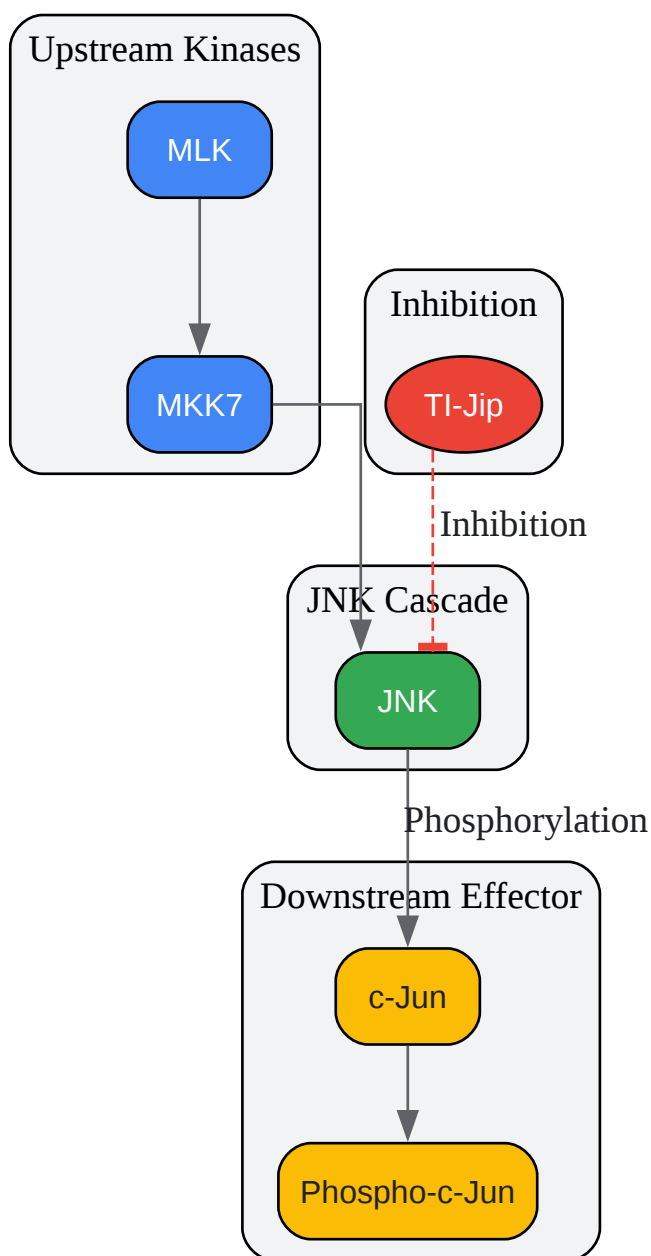 Upstream Kinases
MLK
Inhibition
MKK7
TI-Jip
Inhibition
JNK Cascade
JNK
Phosphorylation
Downstream Effector
c-Jun
Phospho-c-Jun